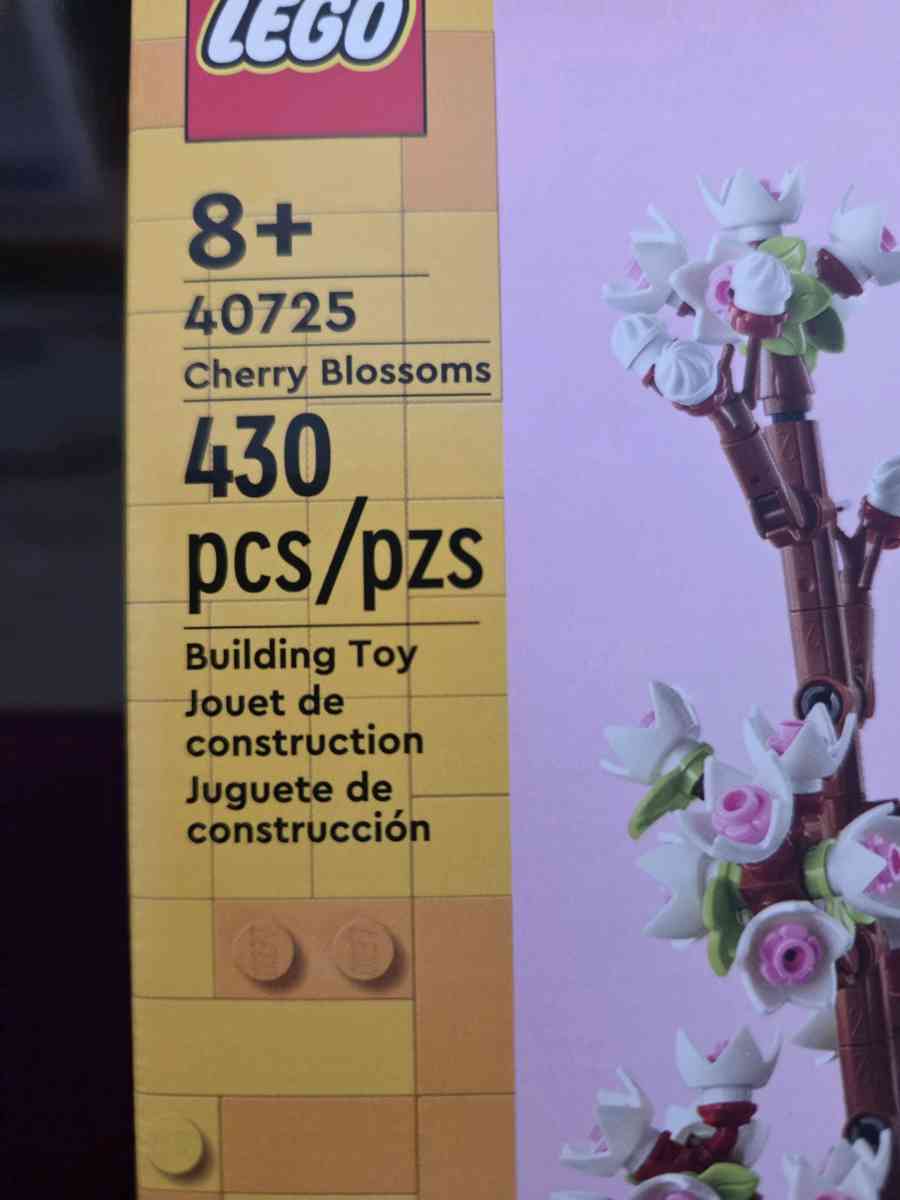 LEGO
8+
40725
Cherry Blossoms
430
pcs/pzs
Building Toy
Jouet de
construction
Juguete de
construcción